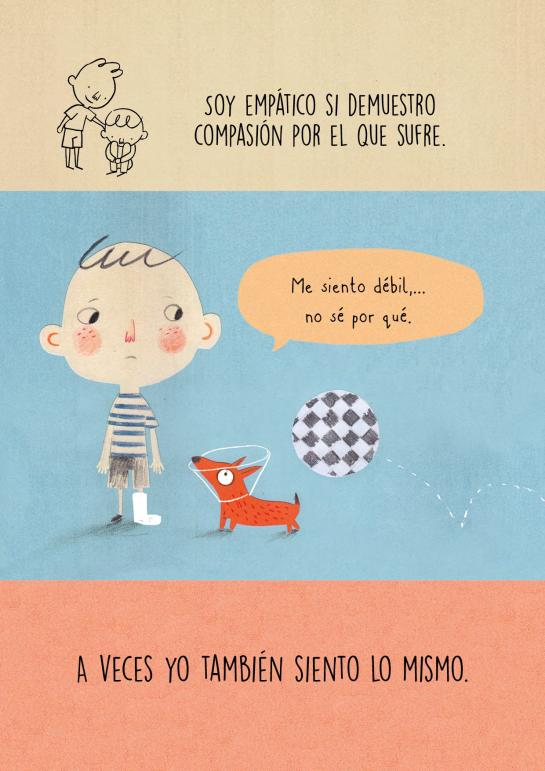 SOY EMPÁTICO SI DEMUESTRO
COMPASIÓN POR EL QUE SUFRE.
Me siento débil,...
no sé por qué.
A VECES YO TAMBIÉN SIENTO LO MISMO.